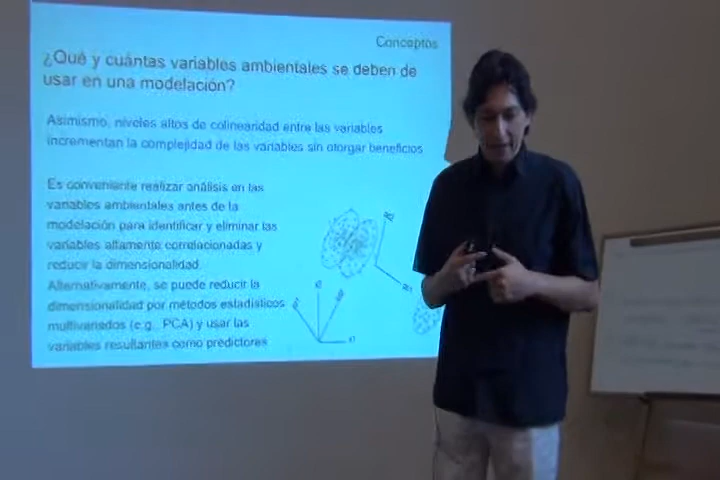 Conceptos
¿Qué y cuántas variables ambientales se deben de
usar en una modelación?
Asimismo, niveles altos de colinearidad entre las variables
incrementan la complejidad de las variables sin otorgar beneficios
Es conveniente realizar análisis en las
variables ambientales antes de la
modelación para identificar y eliminar las
variables altamente correlacionadas y
reducir la dimensionalidad.
Alternativamente, se puede reducir la
dimensionalidad por métodos estadísticos
multivariados (e.g., PCA) y usar las
variables resultantes como predictores